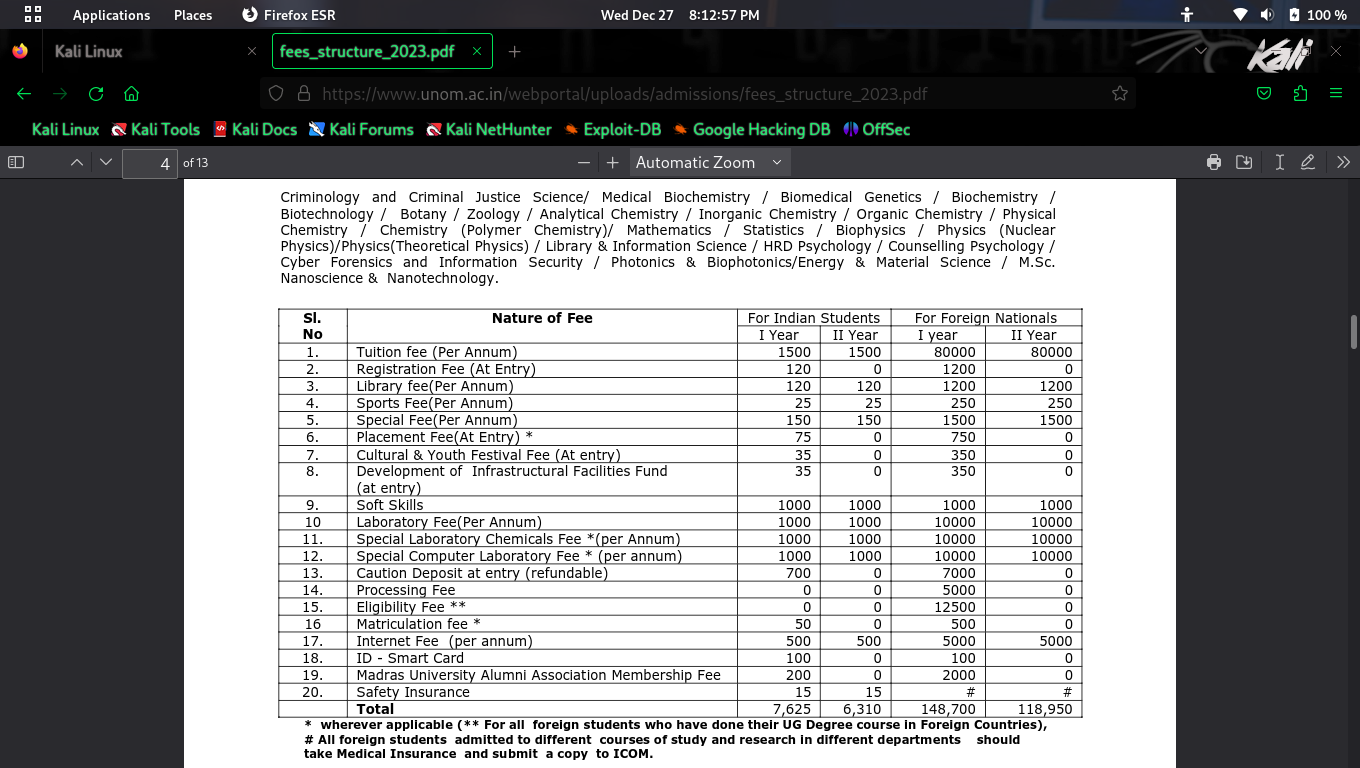 Applications Places Firefox ESR Wed Dec 27 8:12:57 PM 100 %
Kali Linux fees_structure_2023.pdf Kali
https://www.unom.ac.in/webportal/uploads/admissions/fees_structure_2023.pdf
Kali Linux Kali Tools Kali Docs Kali Forums Kali NetHunter Exploit-DB Google Hacking DB OffSec
4 of 13 Automatic Zoom
Criminology and Criminal Justice Science/ Medical Biochemistry / Biomedical Genetics / Biochemistry /
Biotechnology / Botany / Zoology / Analytical Chemistry / Inorganic Chemistry / Organic Chemistry / Physical
Chemistry / Chemistry (Polymer Chemistry)/ Mathematics / Statistics / Biophysics / Physics (Nuclear
Physics)/Physics(Theoretical Physics) / Library & Information Science / HRD Psychology / Counselling Psychology /
Cyber Forensics and Information Security / Photonics & Biophotonics/Energy & Material Science / M.Sc.
Nanoscience & Nanotechnology.
Sl. Nature of Fee For Indian Students For Foreign Nationals
No I Year II Year I year II Year
1. Tuition fee (Per Annum) 1500 1500 80000 80000
2. Registration Fee (At Entry) 120 0 1200 0
3. Library fee(Per Annum) 120 120 1200 1200
4. Sports Fee(Per Annum) 25 25 250 250
5. Special Fee(Per Annum) 150 150 1500 1500
6. Placement Fee(At Entry) * 75 0 750 0
7. Cultural & Youth Festival Fee (At entry) 35 0 350 0
8. Development of Infrastructural Facilities Fund 35 0 350 0
(at entry)
9. Soft Skills 1000 1000 1000 1000
10 Laboratory Fee(Per Annum) 1000 1000 10000 10000
11. Special Laboratory Chemicals Fee *(per Annum) 1000 1000 10000 10000
12. Special Computer Laboratory Fee * (per annum) 1000 1000 10000 10000
13. Caution Deposit at entry (refundable) 700 0 7000 0
14. Processing Fee 0 0 5000 0
15. Eligibility Fee ** 0 0 12500 0
16 Matriculation fee * 50 0 500 0
17. Internet Fee (per annum) 500 500 5000 5000
18. ID - Smart Card 100 0 100 0
19. Madras University Alumni Association Membership Fee 200 0 2000 0
20. Safety Insurance 15 15 # #
Total 7,625 6,310 148,700 118,950
* wherever applicable (** For all foreign students who have done their UG Degree course in Foreign Countries),
# All foreign students admitted to different courses of study and research in different departments should
take Medical Insurance and submit a copy to ICOM.